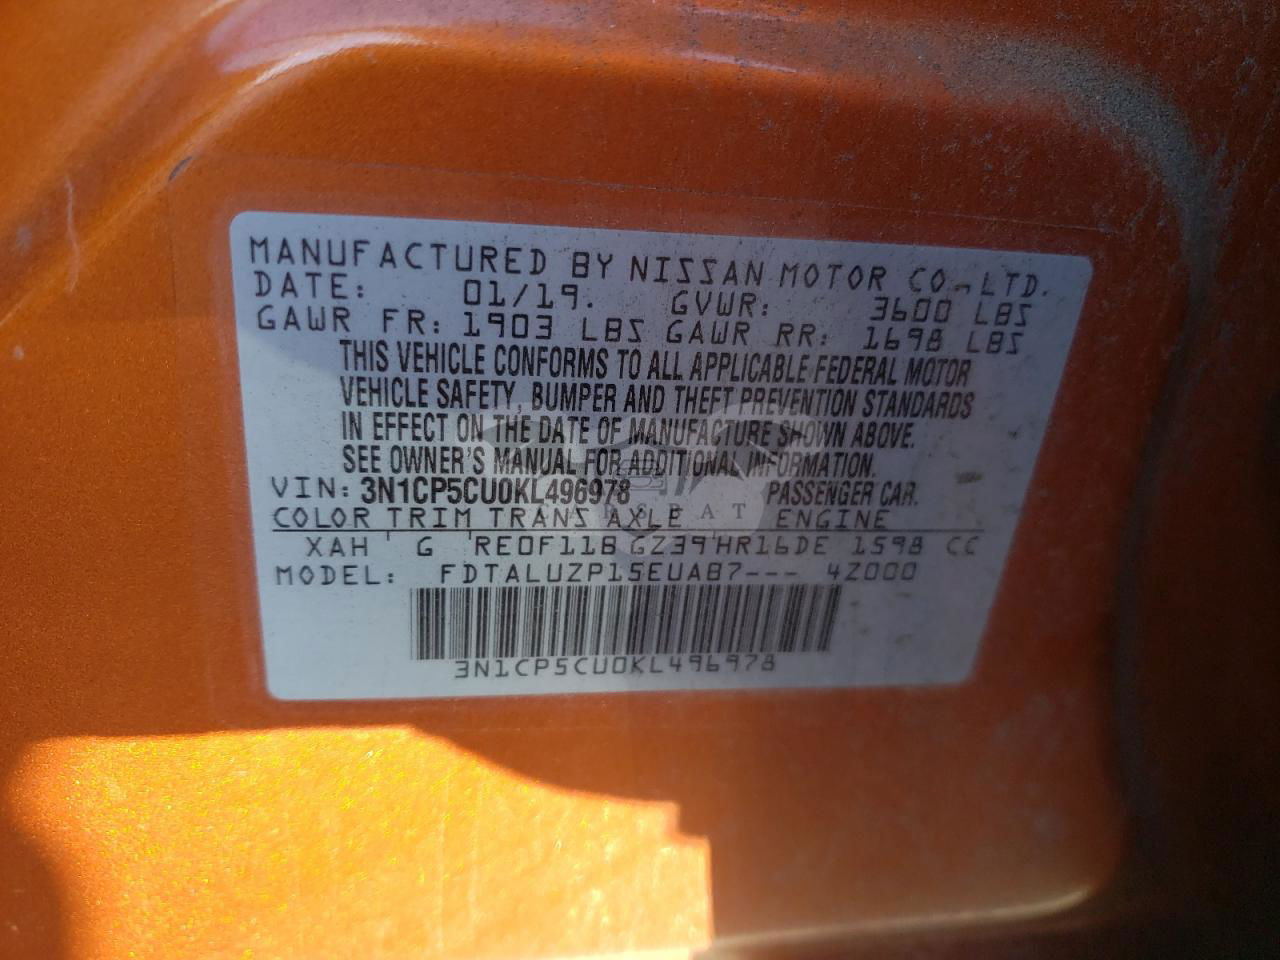 MANUFACTURED BY NISSAN MOTOR CO., LTD.
DATE: 01/19. GVWR: 3600 LBS
GAWR FR: 1903 LBS GAWR RR: 1698 LBS
THIS VEHICLE CONFORMS TO ALL APPLICABLE FEDERAL MOTOR
VEHICLE SAFETY, BUMPER AND THEFT PREVENTION STANDARDS
IN EFFECT ON THE DATE OF MANUFACTURE SHOWN ABOVE.
SEE OWNER'S MANUAL FOR ADDITIONAL INFORMATION.
VIN: 3N1CP5CU0KL496978 PASSENGER CAR.
COLOR TRIM TRANS AXLE ENGINE
XAH G RE0F11B GZ39 HR16DE 1598 CC
MODEL: FDTALUZP15EUAB7--- 4Z000
3N1CP5CU0KL496978